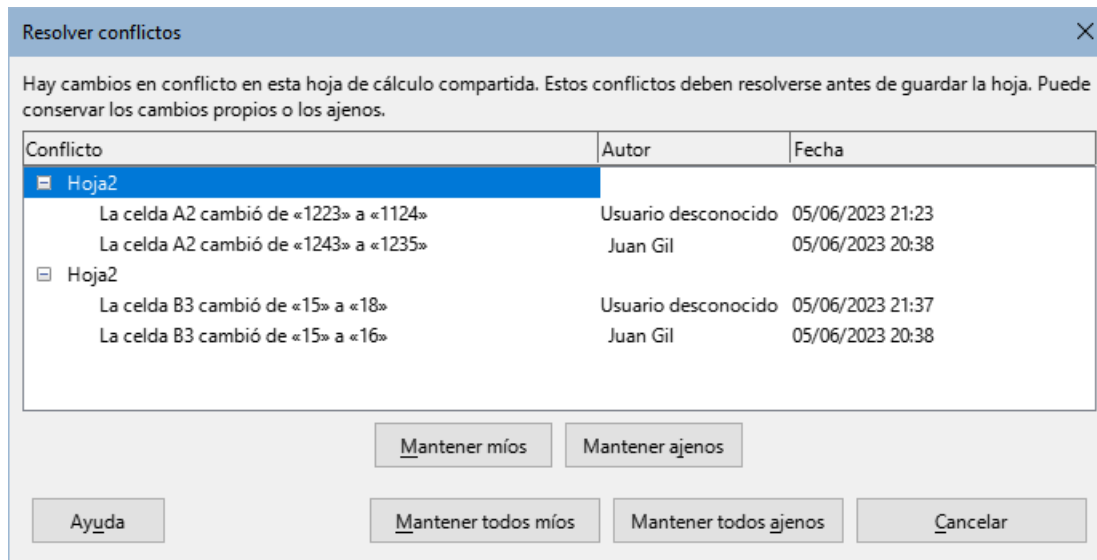 Resolver conflictos
Hay cambios en conflicto en esta hoja de cálculo compartida. Estos conflictos deben resolverse antes de guardar la hoja. Puede
conservar los cambios propios o los ajenos.
Conflicto Autor Fecha
Hoja2
La celda A2 cambió de «1223» a «1124» Usuario desconocido 05/06/2023 21:23
La celda A2 cambió de «1243» a «1235» Juan Gil 05/06/2023 20:38
Hoja2
La celda B3 cambió de «15» a «18» Usuario desconocido 05/06/2023 21:37
La celda B3 cambió de «15» a «16» Juan Gil 05/06/2023 20:38
Mantener míos Mantener ajenos
Ayuda Mantener todos míos Mantener todos ajenos Cancelar